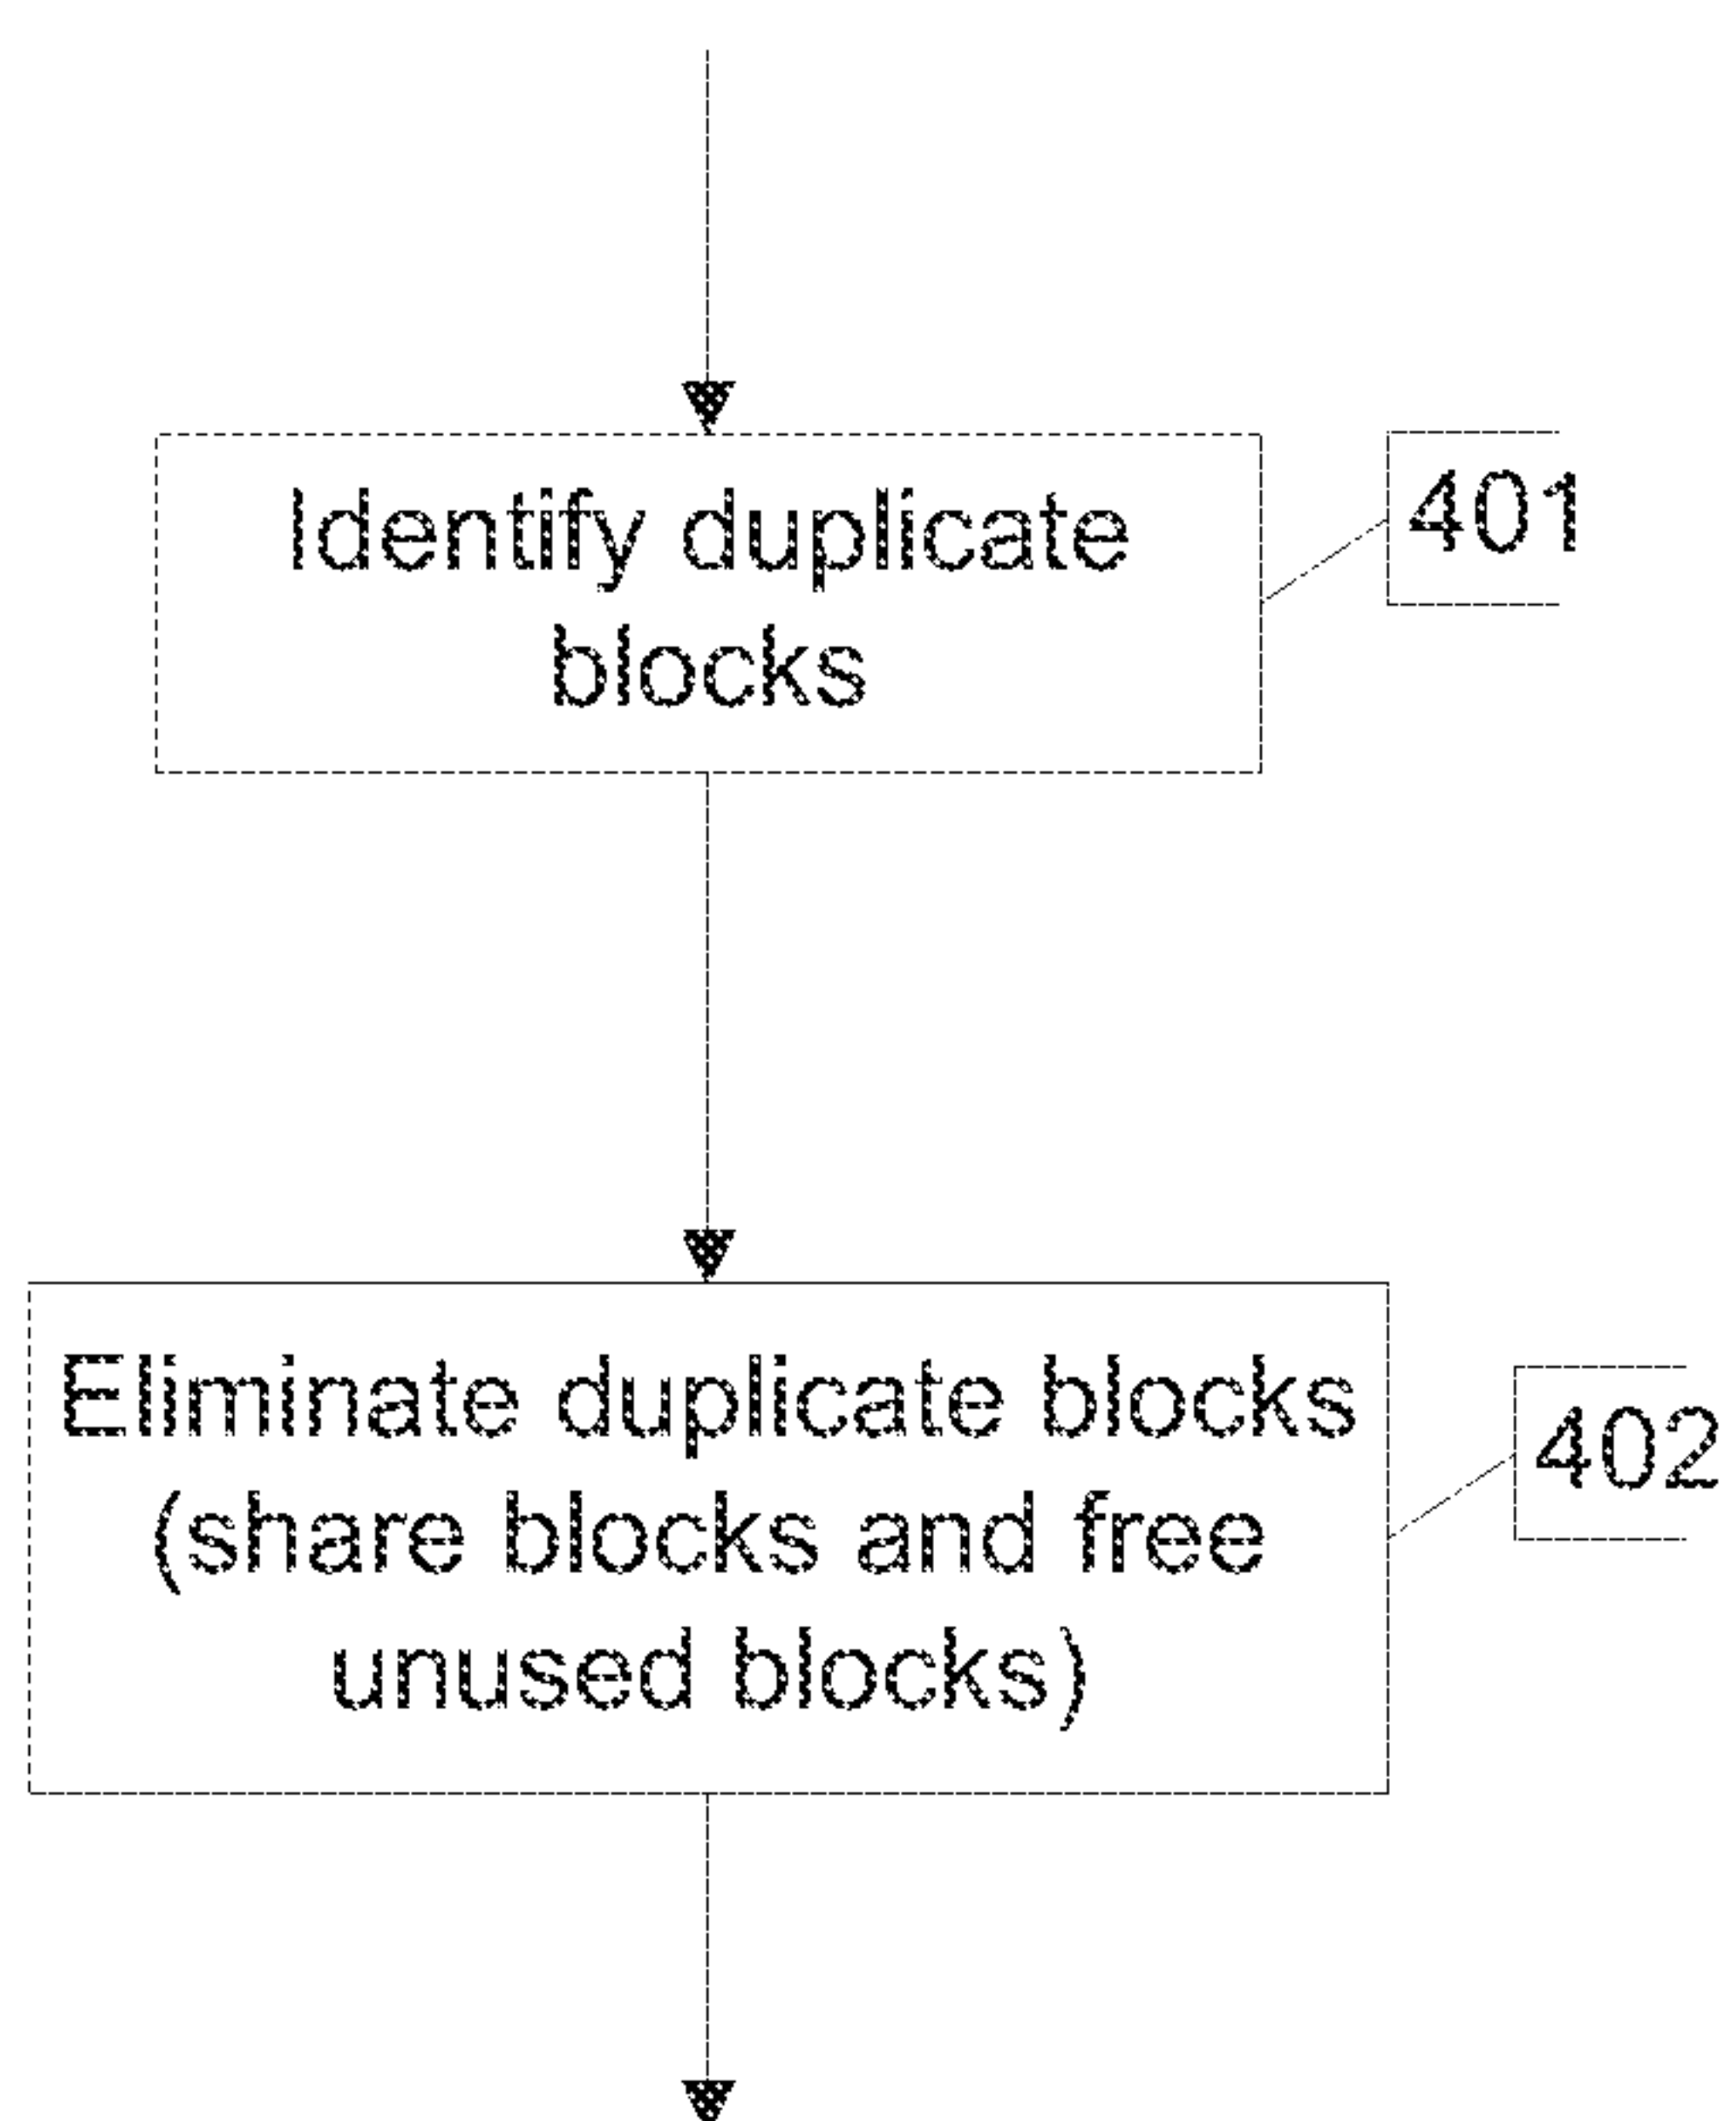 Identify duplicate
blocks
401
Eliminate duplicate blocks
(share blocks and free
unused blocks)
402